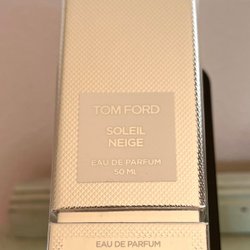 TOM FORD
SOLEIL
NEIGE
EAU DE PARFUM
50 ML
EAU DE PARFUM